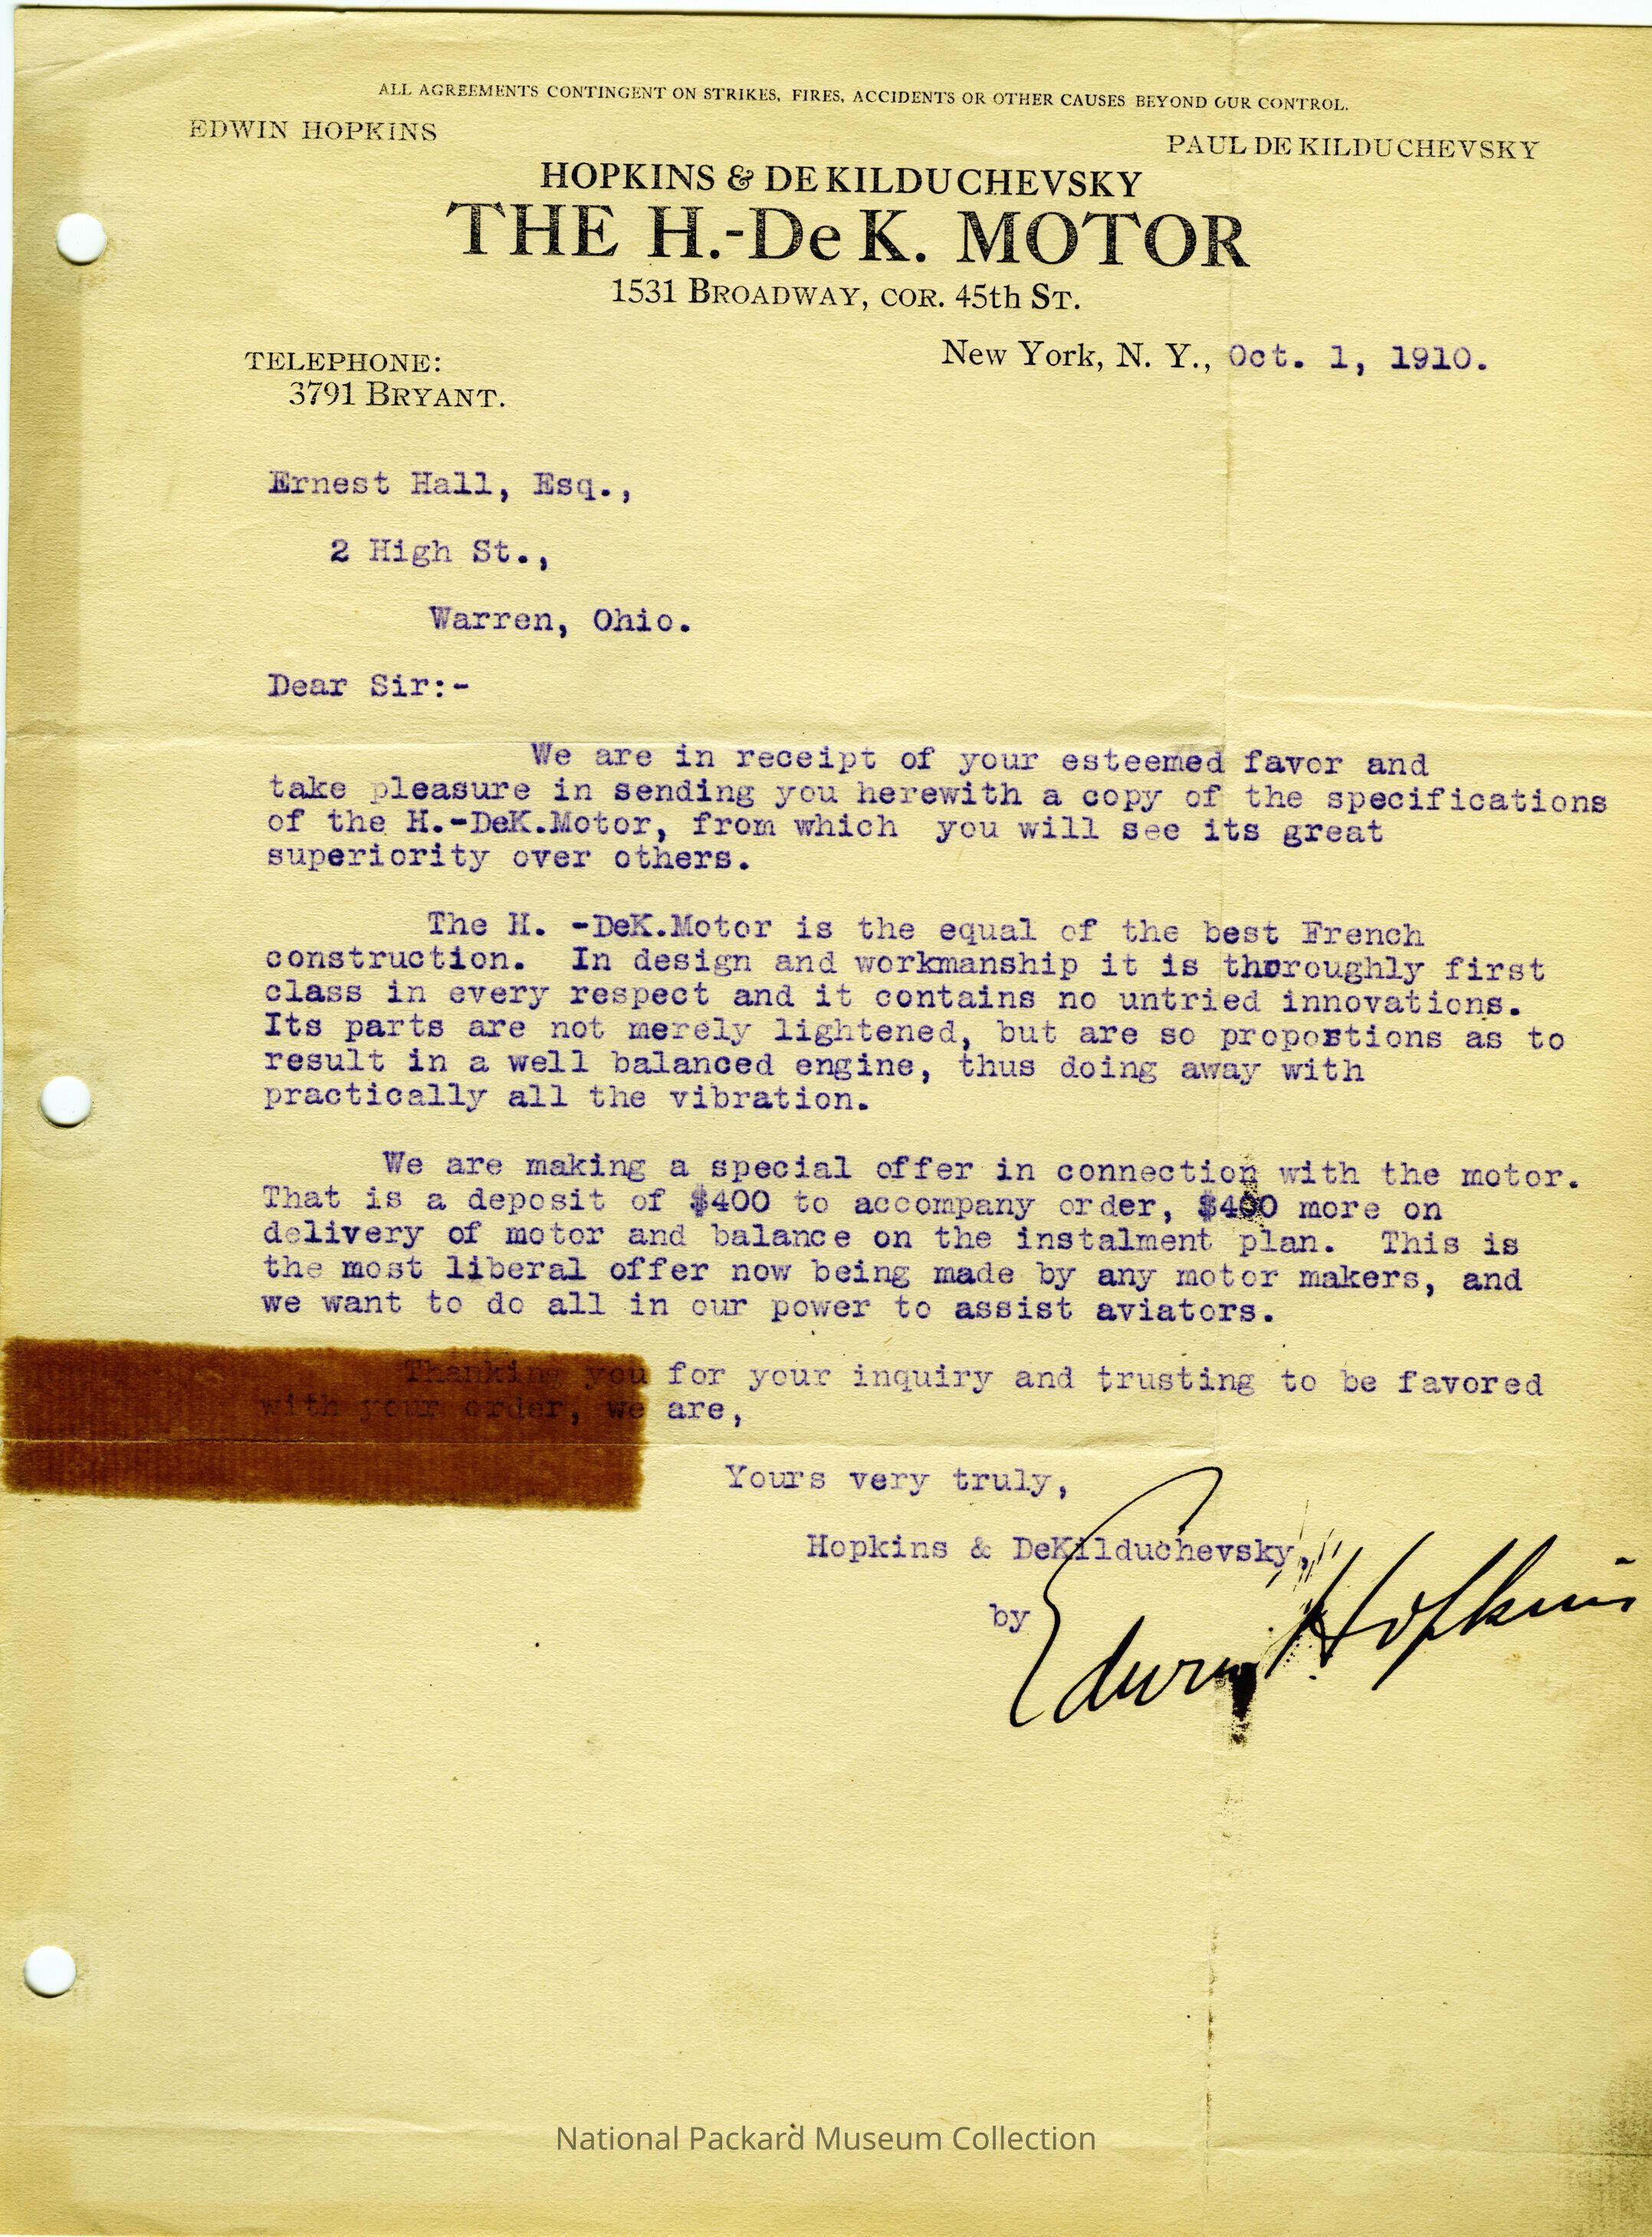 ALL AGREEMENTS CONTINGENT ON STRIKES, FIRES, ACCIDENTS OR OTHER CAUSES BEYOND OUR CONTROL.
EDWIN HOPKINS
PAUL DE KILDUCHEVSKY
HOPKINS & DE KILDUCHEVSKY
THE H.-De K. MOTOR
1531 BROADWAY, COR. 45th ST.
New York, N. Y., Oct. 1, 1910.
TELEPHONE:
3791 BRYANT.
Ernest Hall, Esq.,
2 High St.,
Warren, Ohio.
Dear Sir:-
We are in receipt of your esteemed favor and
take pleasure in sending you herewith a copy of the specifications
of the H.-DeK.Motor, from which you will see its great
superiority over others.
The H. -DeK.Motor is the equal of the best French
construction. In design and workmanship it is thoroughly first
class in every respect and it contains no untried innovations.
Its parts are not merely lightened, but are so proportions as to
result in a well balanced engine, thus doing away with
practically all the vibration.
We are making a special offer in connection with the motor.
That is a deposit of $400 to accompany order, $400 more on
delivery of motor and balance on the instalment plan. This is
the most liberal offer now being made by any motor makers, and
we want to do all in our power to assist aviators.
Thanking you for your inquiry and trusting to be favored
with your order, we are,
Yours very truly,
Hopkins & DeKilduchevsky,
by Edwin Hopkins
National Packard Museum Collection